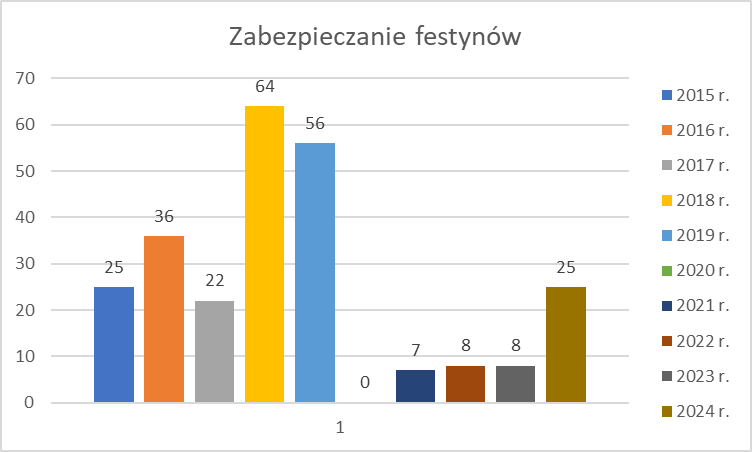 Zabezpieczanie festynów
70
60
50
40
30
20
10
0
25
36
22
64
56
0
7
8
8
25
1
2015 r.
2016 r.
2017 r.
2018 r.
2019 r.
2020 r.
2021 r.
2022 r.
2023 r.
2024 r.